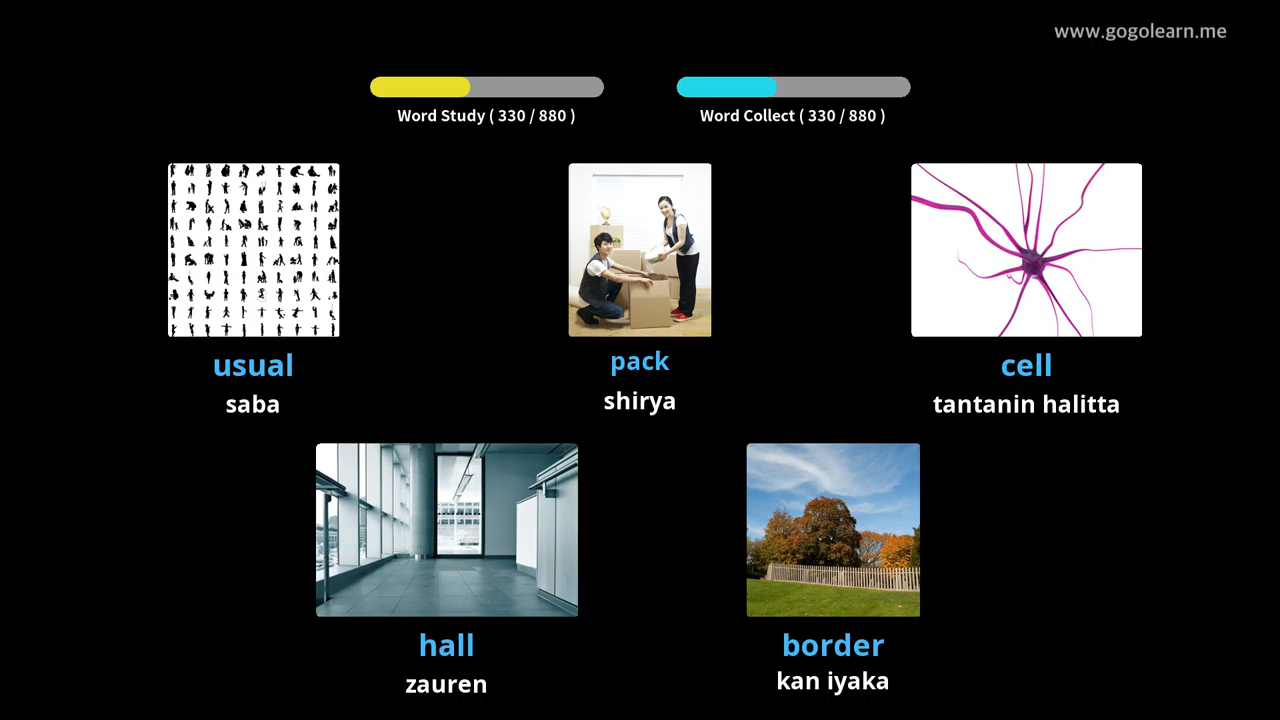 www.gogolearn.me
Word Study ( 330 / 880 )
Word Collect ( 330 / 880 )
usual
saba
pack
shirya
cell
tantanin halitta
hall
zauren
border
kan iyaka